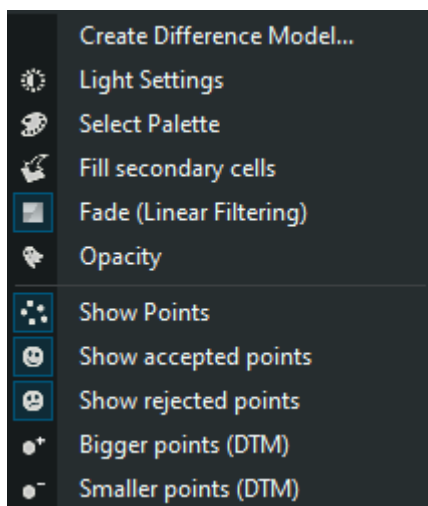 Create Difference Model...
Light Settings
Select Palette
Fill secondary cells
Fade (Linear Filtering)
Opacity
Show Points
Show accepted points
Show rejected points
Bigger points (DTM)
Smaller points (DTM)